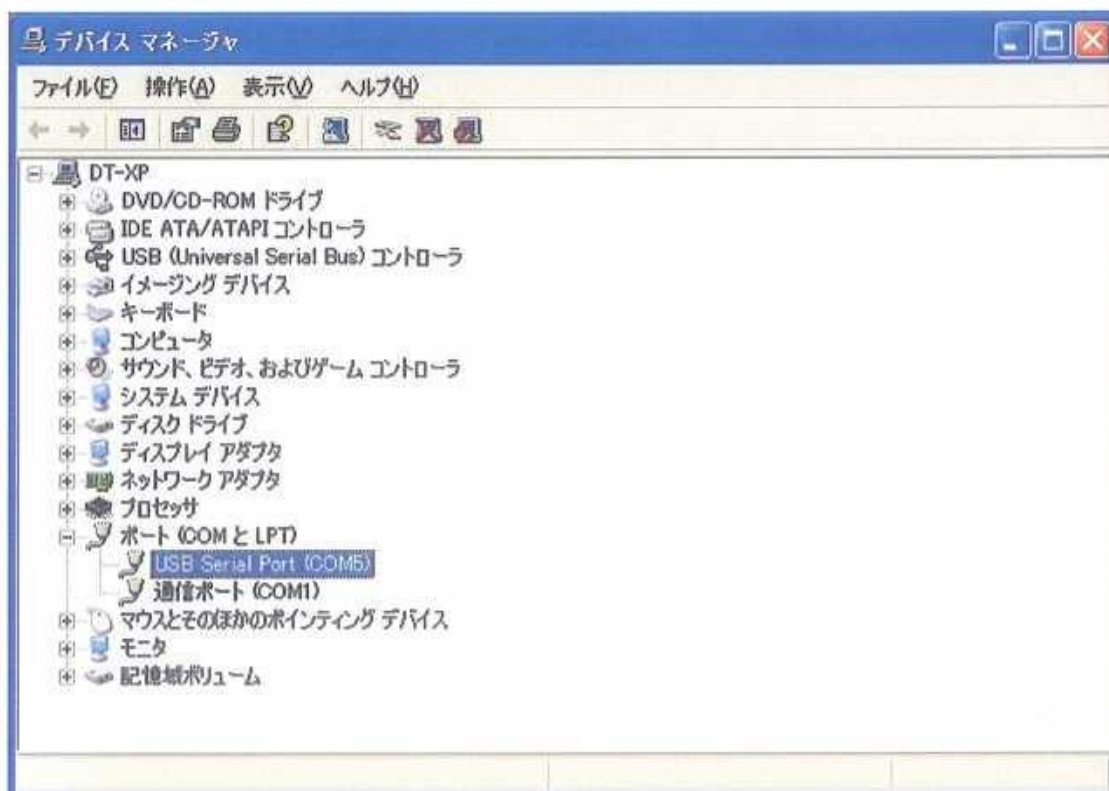 デバイス マネージャ
ファイル(F) 操作(A) 表示(V) ヘルプ(H)
DT-XP
DVD/CD-ROM ドライブ
IDE ATA/ATAPI コントローラ
USB (Universal Serial Bus) コントローラ
イメージング デバイス
キーボード
コンピュータ
サウンド、ビデオ、およびゲーム コントローラ
システム デバイス
ディスク ドライブ
ディスプレイ アダプタ
ネットワーク アダプタ
プロセッサ
ポート (COM と LPT)
USB Serial Port (COM5)
通信ポート (COM1)
マウスとそのほかのポインティング デバイス
モニタ
記憶域ボリューム